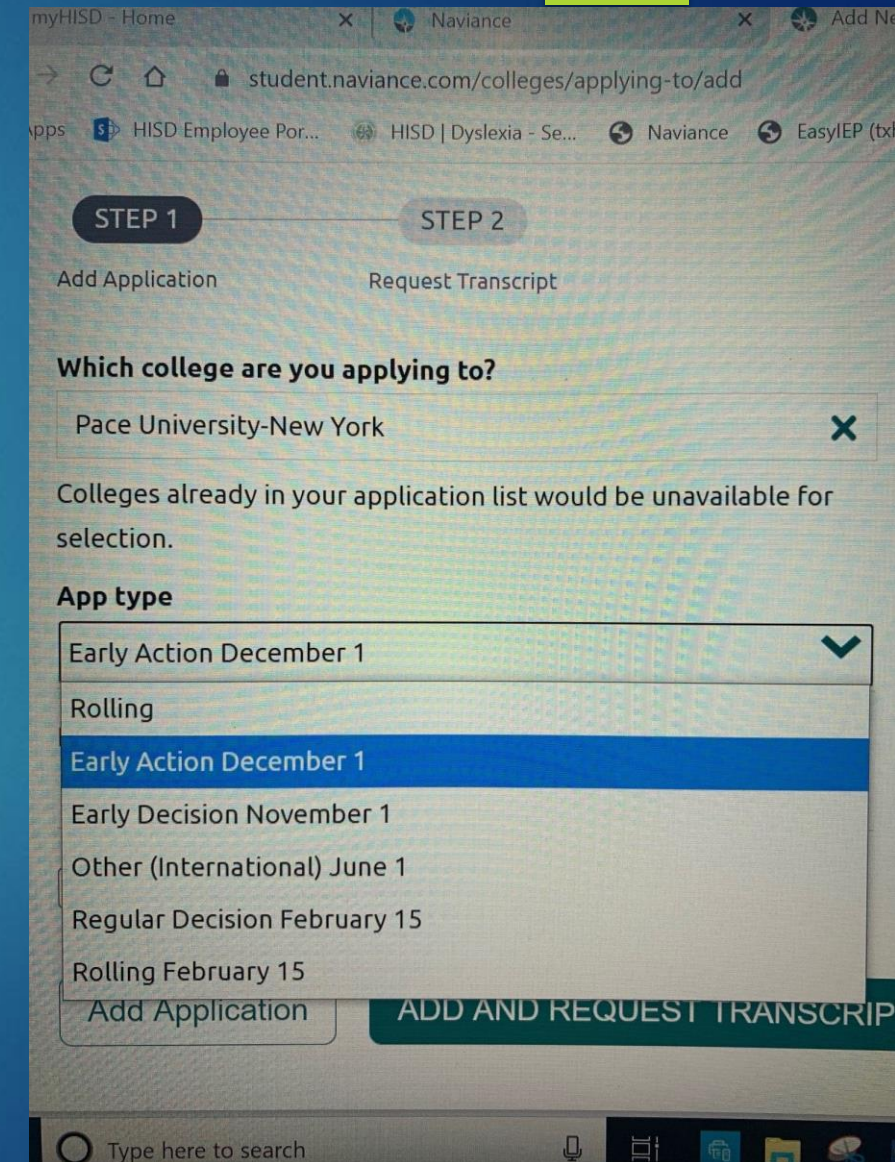 myHISD - Home
Naviance
Add Ne
student.naviance.com/colleges/applying-to/add
Apps HISD Employee Por... HISD | Dyslexia - Se... Naviance EasyIEP (tx
STEP 1
STEP 2
Add Application
Request Transcript
Which college are you applying to?
Pace University-New York
Colleges already in your application list would be unavailable for
selection.
App type
Early Action December 1
Rolling
Early Action December 1
Early Decision November 1
Other (International) June 1
Regular Decision February 15
Rolling February 15
Add Application
ADD AND REQUEST TRANSCRIP
Type here to search